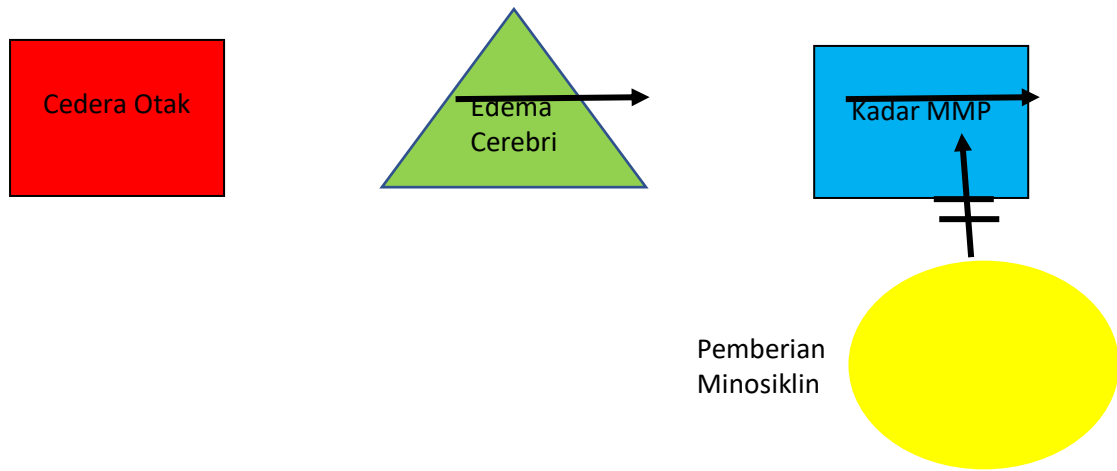 Cedera Otak
Edema
Cerebri
Kadar MMP
Pemberian
Minosiklin